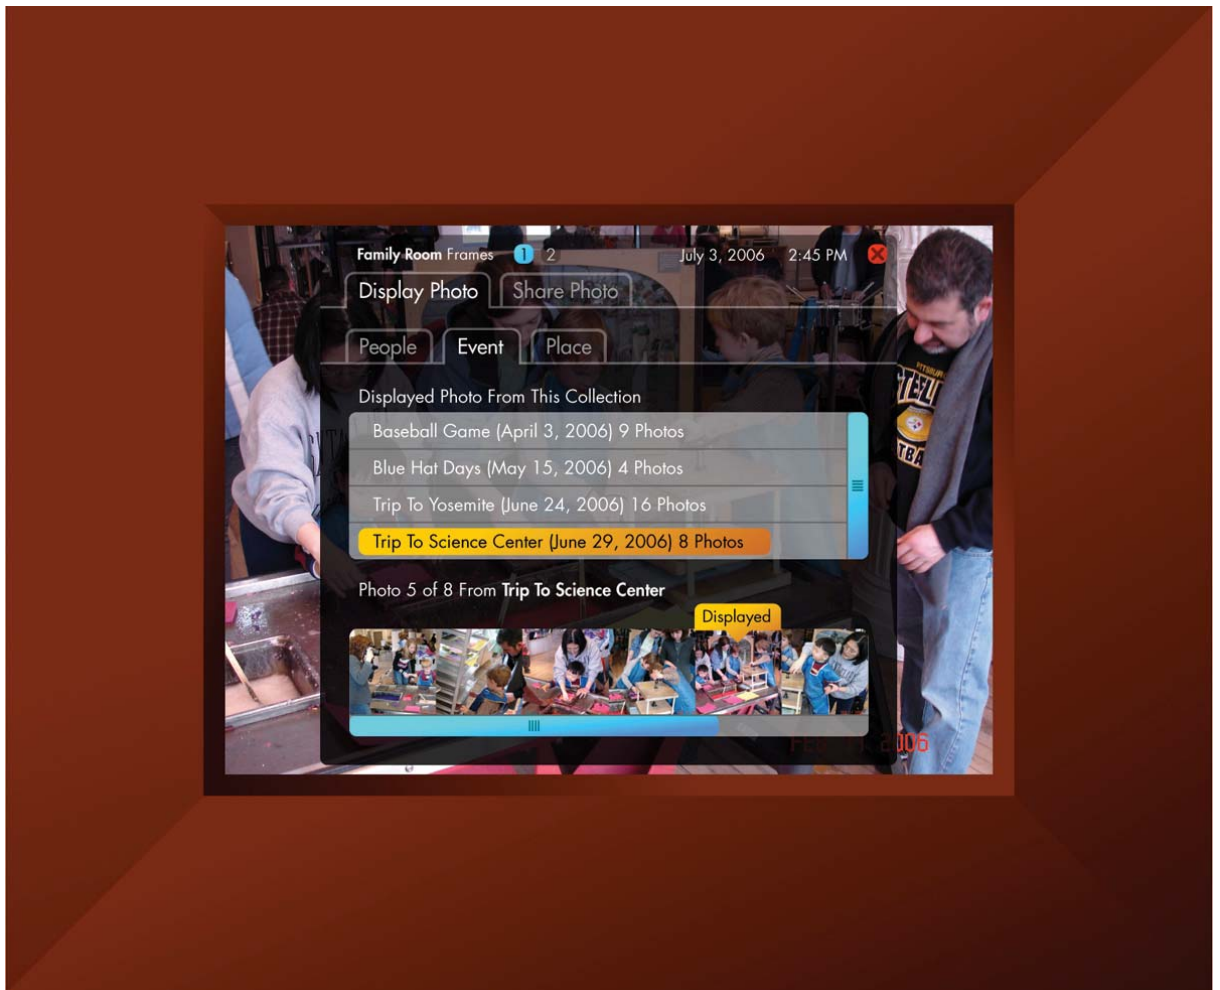 Family Room Frames 1 2 July 3, 2006 2:45 PM
Display Photo Share Photo
People Event Place
Displayed Photo From This Collection
Baseball Game (April 3, 2006) 9 Photos
Blue Hat Days (May 15, 2006) 4 Photos
Trip To Yosemite (June 24, 2006) 16 Photos
Trip To Science Center (June 29, 2006) 8 Photos
Photo 5 of 8 From Trip To Science Center
Displayed
2006